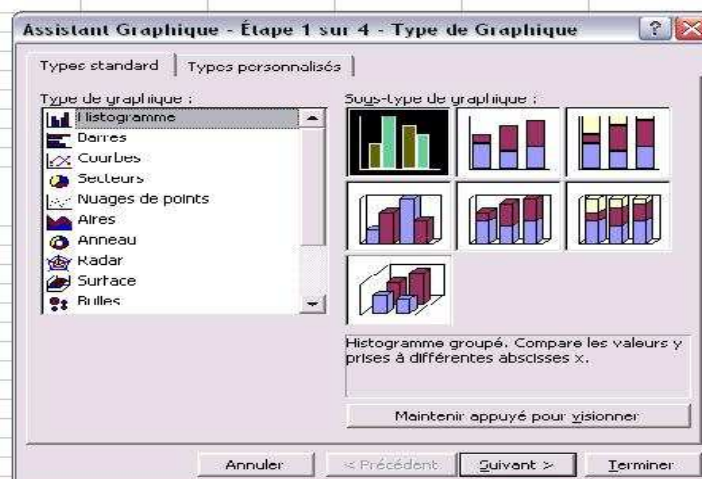 Assistant Graphique - Étape 1 sur 4 - Type de Graphique
Types standard
Types personnalisés
Type de graphique :
Histogramme
Barres
Courbes
Secteurs
Nuages de points
Aires
Anneau
Radar
Surface
Bulles
Sous-type de graphique :
Histogramme groupé. Compare les valeurs y
prises à différentes abscisses x.
Maintenir appuyé pour visionner
Annuler
< Précédent
Suivant >
Terminer